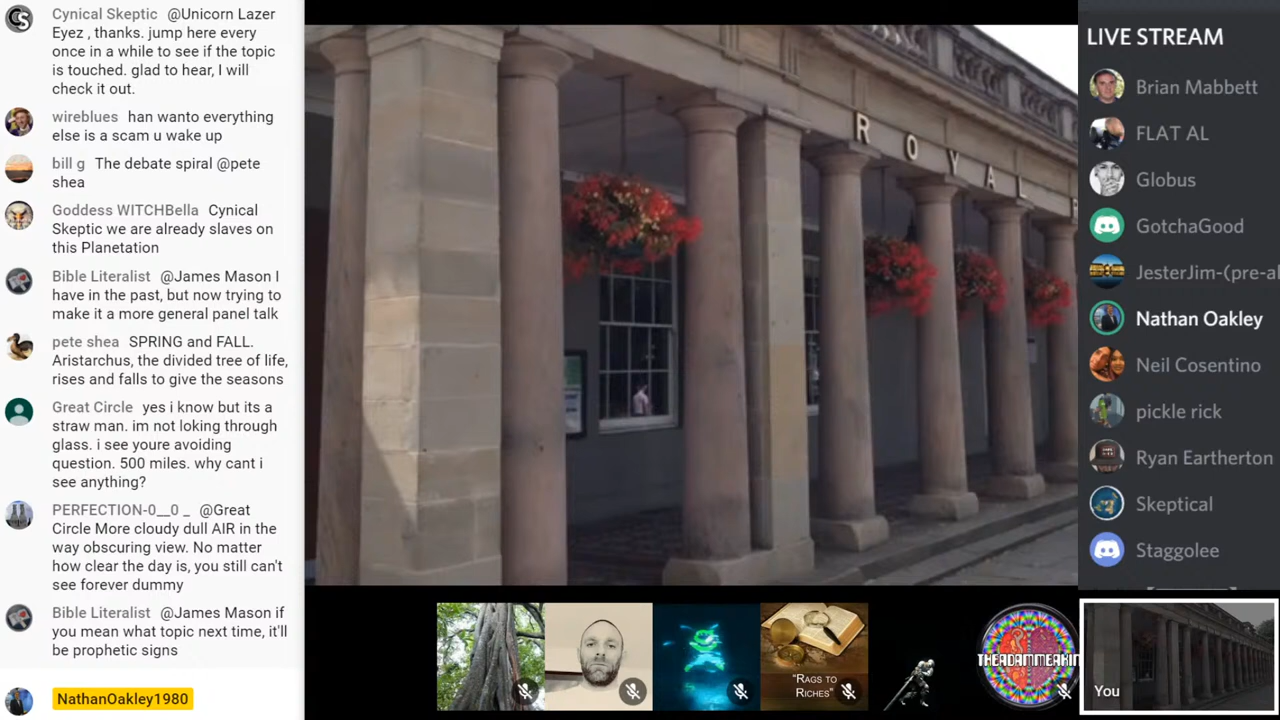 Cynical Skeptic @Unicorn Lazer
Eyez , thanks. jump here every
once in a while to see if the topic
is touched. glad to hear, I will
check it out.
wireblues han wanto everything
else is a scam u wake up
bill g The debate spiral @pete
shea
Goddess WITCHBella Cynical
Skeptic we are already slaves on
this Planetation
Bible Literalist @James Mason I
have in the past, but now trying to
make it a more general panel talk
pete shea SPRING and FALL.
Aristarchus, the divided tree of life,
rises and falls to give the seasons
Great Circle yes i know but its a
straw man. im not loking through
glass. i see youre avoiding
question. 500 miles. why cant i
see anything?
PERFECTION-0__0 _ @Great
Circle More cloudy dull AIR in the
way obscuring view. No matter
how clear the day is, you still can't
see forever dummy
Bible Literalist @James Mason if
you mean what topic next time, it'll
be prophetic signs
NathanOakley1980
CS
ROYAL
"RAGS TO
RICHES"
THEADAMMEAKIN
You
LIVE STREAM
Brian Mabbett
FLAT AL
Globus
GotchaGood
JesterJim-(pre-al
Nathan Oakley
Neil Cosentino
pickle rick
Ryan Eartherton
Skeptical
Staggolee